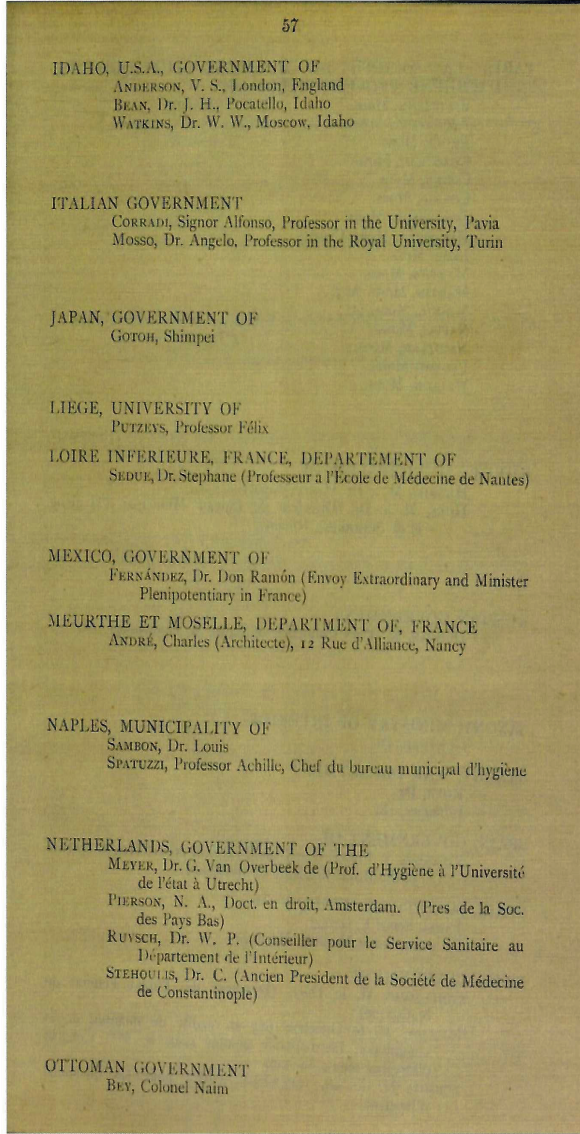 57
IDAHO, U.S.A., GOVERNMENT OF
ANDERSON, V. S., London, England
BEAN, Dr. J. H., Pocatello, Idaho
WATKINS, Dr. W. W., Moscow, Idaho
ITALIAN GOVERNMENT
CORRADI, Signor Alfonso, Professor in the University, Pavia
MOSSO, Dr. Angelo, Professor in the Royal University, Turin
JAPAN, GOVERNMENT OF
GOTOH, Shimpei
LIÉGE, UNIVERSITY OF
PUTZEYS, Professor Félix
LOIRE INFERIEURE, FRANCE, DEPARTEMENT OF
SEDUE, Dr. Stephane (Professeur a l'Ecole de Médecine de Nantes)
MEXICO, GOVERNMENT OF
FERNÁNDEZ, Dr. Don Ramón (Envoy Extraordinary and Minister
Plenipotentiary in France)
MEURTHE ET MOSELLE, DEPARTMENT OF, FRANCE
ANDRÉ, Charles (Architecte), 12 Rue d'Alliance, Nancy
NAPLES, MUNICIPALITY OF
SAMBON, Dr. Louis
SPATUZZI, Professor Achille, Chef du bureau municipal d'hygiène
NETHERLANDS, GOVERNMENT OF THE
MEYER, Dr. G. Van Overbeek de (Prof. d'Hygiène à l'Université
de l'état à Utrecht)
PIERSON, N. A., Doct. en droit, Amsterdam. (Pres de la Soc.
des Pays Bas)
RUYSCH, Dr. W. P. (Conseiller pour le Service Sanitaire au
Département de l'Intérieur)
STEHOULIS, Dr. C. (Ancien President de la Société de Médecine
de Constantinople)
OTTOMAN GOVERNMENT
BEY, Colonel Naim